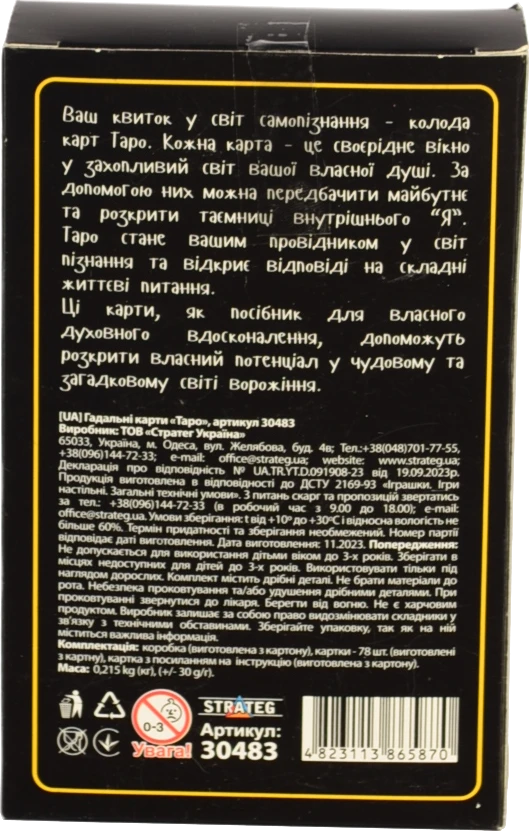 Ваш квиток у світ самопізнання – колода
карт Таро. Кожна карта – це своєрідне вікно
у захопливий світ вашої власної душі. За
допомогою них можна передбачити майбутнє
та розкрити таємниці внутрішнього "Я".
Таро стане вашим провідником у світ
пізнання та відкриє відповіді на складні
життєві питання.
Ці карти, як посібник для власного
духовного вдосконалення, допоможуть
розкрити власний потенціал у чудовому та
загадковому світі ворожіння.
[UA] Гадальні карти «Таро», артикул 30483
Виробник: ТОВ «Стратег Україна»
65033, Україна, м. Одеса, вул. Желябова, буд. 4в; Тел.:+38(048)701-77-55,
+38(096)144-72-33; e-mail: office@strateg.ua; website: www.strateg.ua;
Декларація про відповідність № UA.TR.YT.D.091908-23 від 19.09.2023р.
Продукція виготовлена в відповідності до ДСТУ 2169-93 «Іграшки. Ігри
настільні. Загальні технічні умови». З питань скарг та пропозицій звертатись
за тел.: +38(096)144-72-33 (в робочий час з 9.00 до 18.00); e-mail:
office@strateg.ua. Умови зберігання: t від +10º до +30ºС і відносна вологість не
більше 60%. Термін придатності та зберігання необмежений. Номер партії
відповідає даті виготовлення. Дата виготовлення: 11.2023. Попередження:
Не допускається для використання дітьми віком до 3-х років. Зберігати в
місцях недоступних для дітей до 3-х років. Використовувати тільки під
наглядом дорослих. Комплект містить дрібні деталі. Не брати матеріали до
рота. Небезпека проковтування та/або удушення дрібними деталями. При
проковтуванні звернутися до лікаря. Берегти від вогню. Не є харчовим
продуктом. Виробник залишає за собою право видозмінювати складники у
зв'язку з технічними обставинами. Зберігайте упаковку, так як на ній
міститься важлива інформація.
Комплектація: коробка (виготовлена з картону), картки - 78 шт. (виготовлені
з картону), картка з посиланням на інструкцію (виготовлена з картону).
Маса: 0,215 kg (кг), (+/- 30 g/г).
0-3
Увага!
STRATEG
Артикул:
30483
4 823113 865870